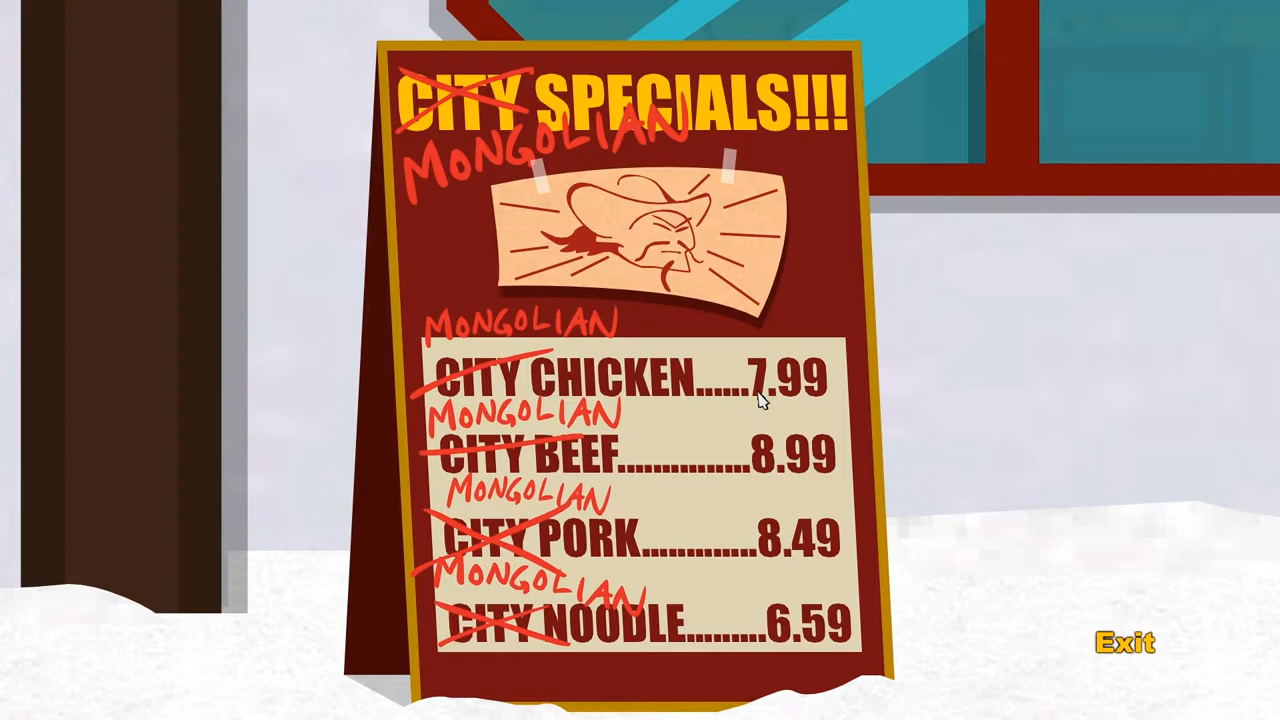 CITY SPECIALS!!!
MONGOLIAN
MONGOLIAN
CITY CHICKEN......7.99
MONGOLIAN
CITY BEEF...............8.99
MONGOLIAN
CITY PORK.............8.49
MONGOLIAN
CITY NOODLE.........6.59
Exit